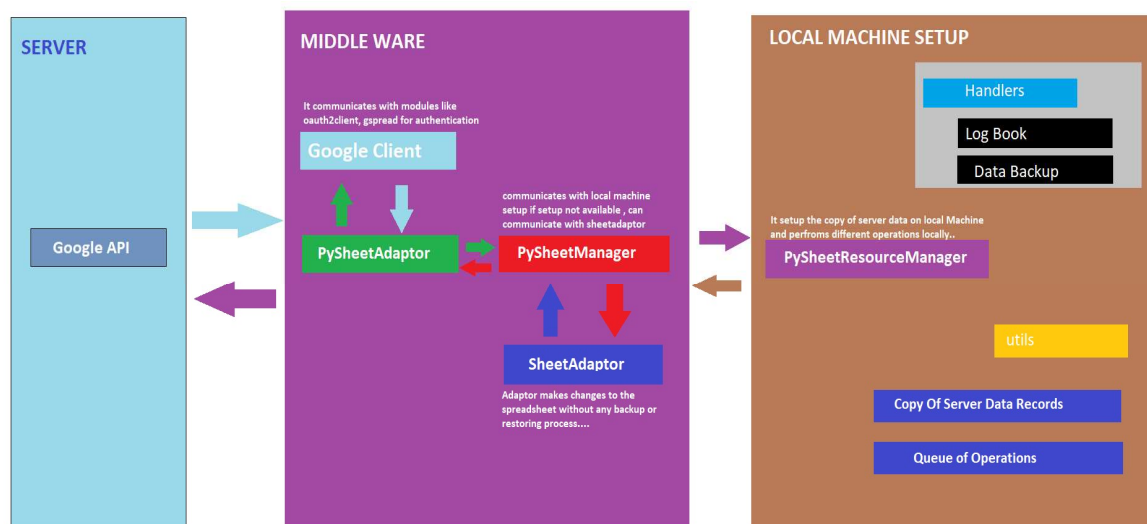 SERVER
Google API
MIDDLE WARE
It communicates with modules like
oauth2client, gspread for authentication
Google Client
communicates with local machine
setup if setup not available , can
communicate with sheetadaptor
PySheetAdaptor
PySheetManager
SheetAdaptor
Adaptor makes changes to the
spreadsheet without any backup or
restoring process....
LOCAL MACHINE SETUP
Handlers
Log Book
Data Backup
It setup the copy of server data on local Machine
and perfroms different operations locally..
PySheetResourceManager
utils
Copy Of Server Data Records
Queue of Operations